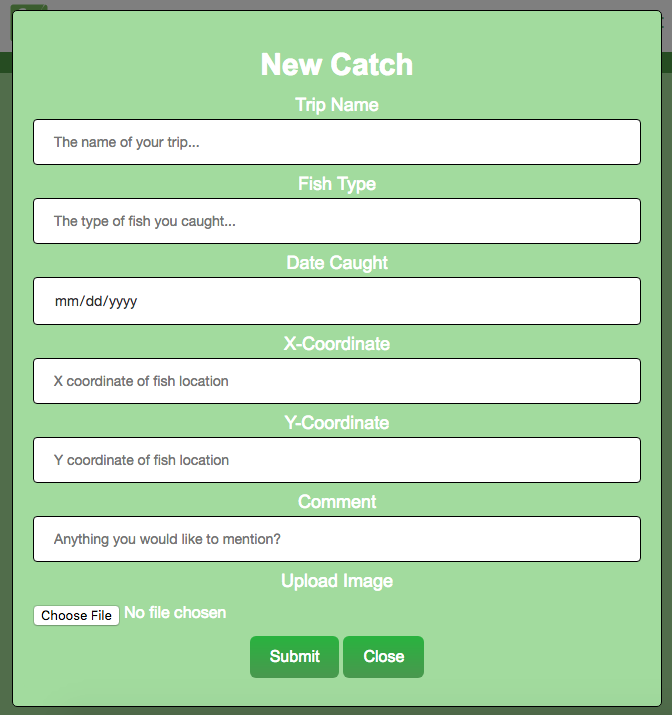 New Catch
Trip Name
The name of your trip...
Fish Type
The type of fish you caught...
Date Caught
mm/dd/yyyy
X-Coordinate
X coordinate of fish location
Y-Coordinate
Y coordinate of fish location
Comment
Anything you would like to mention?
Upload Image
Choose File No file chosen
Submit Close